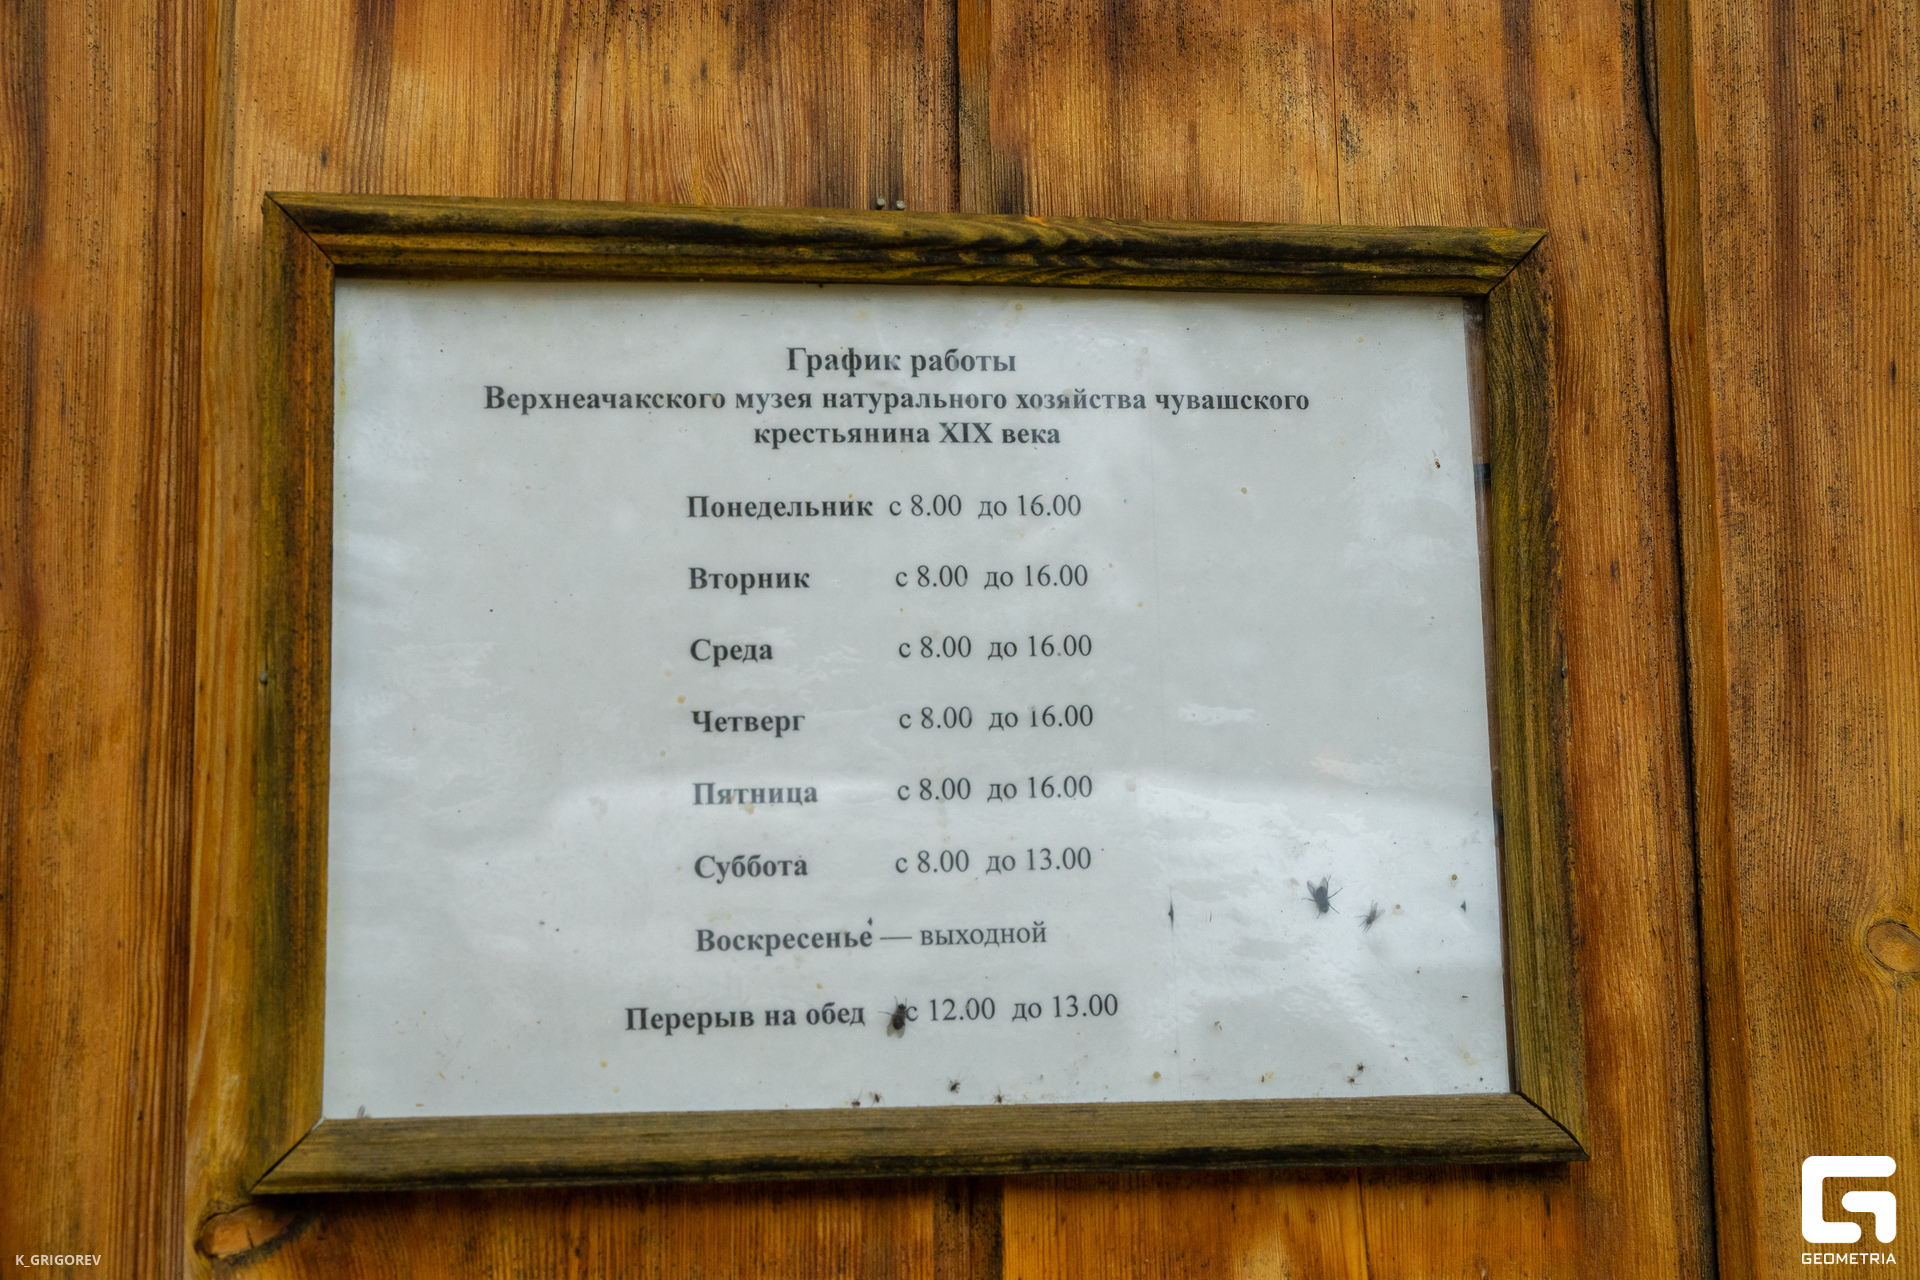 График работы
Верхнеачакского музея натурального хозяйства чувашского
крестьянина XIX века
Понедельник с 8.00 до 16.00
Вторник с 8.00 до 16.00
Среда с 8.00 до 16.00
Четверг с 8.00 до 16.00
Пятница с 8.00 до 16.00
Суббота с 8.00 до 13.00
Воскресенье — выходной
Перерыв на обед с 12.00 до 13.00
K_GRIGOREV
GEOMETRIA